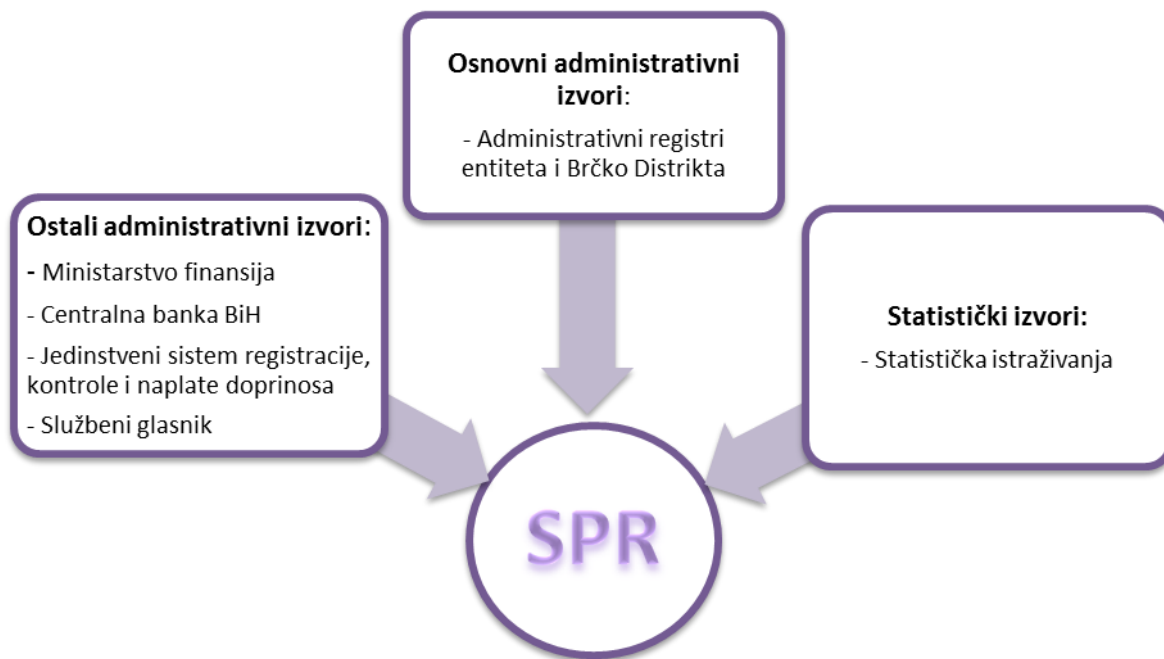 Osnovni administrativni
izvori:
- Administrativni registri
entiteta i Brčko Distrikta
Ostali administrativni izvori:
- Ministarstvo finansija
- Centralna banka BiH
- Jedinstveni sistem registracije,
kontrole i naplate doprinosa
- Službeni glasnik
Statistički izvori:
- Statistička istraživanja
SPR